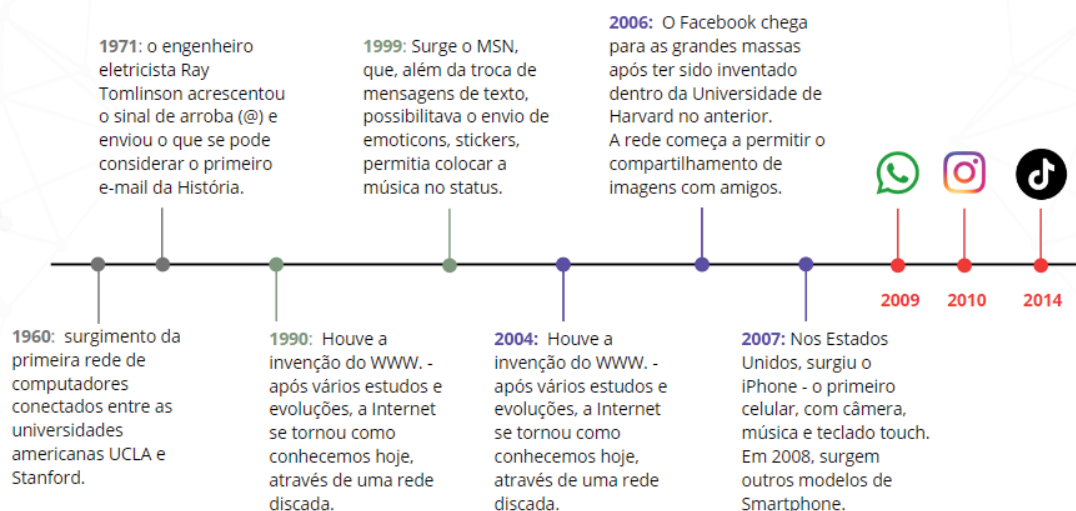 1971: o engenheiro
eletricista Ray
Tomlinson acrescentou
o sinal de arroba (@) e
enviou o que se pode
considerar o primeiro
e-mail da História.
1999: Surge o MSN,
que, além da troca de
mensagens de texto,
possibilitava o envio de
emoticons, stickers,
permitia colocar a
música no status.
2006: O Facebook chega
para as grandes massas
após ter sido inventado
dentro da Universidade de
Harvard no anterior.
A rede começa a permitir o
compartilhamento de
imagens com amigos.
2009
2010
2014
1960: surgimento da
primeira rede de
computadores
conectados entre as
universidades
americanas UCLA e
Stanford.
1990: Houve a
invenção do WWW. -
após vários estudos e
evoluções, a Internet
se tornou como
conhecemos hoje,
através de uma rede
discada.
2004: Houve a
invenção do WWW. -
após vários estudos e
evoluções, a Internet
se tornou como
conhecemos hoje,
através de uma rede
discada.
2007: Nos Estados
Unidos, surgiu o
iPhone - o primeiro
celular, com câmera,
música e teclado touch.
Em 2008, surgem
outros modelos de
Smartphone.